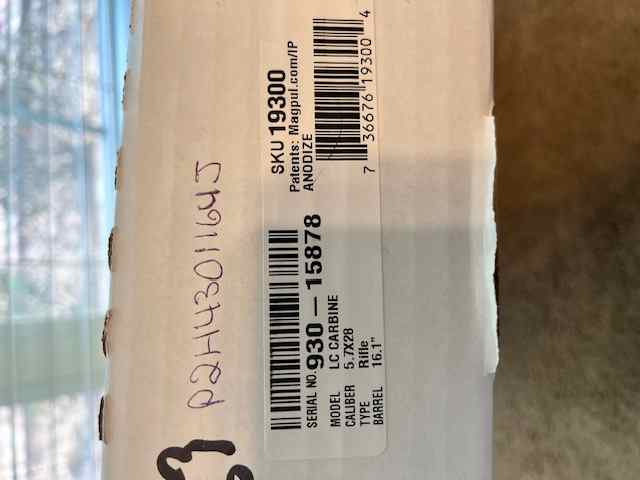 P2H4301164J
SKU 19300
Patents: Magpul.com/IP
ANODIZE
7 36676 19300 4
SERIAL NO. 930 — 15878
MODEL LC CARBINE
CALIBER 5.7X28
TYPE Rifle
BARREL 16.1"